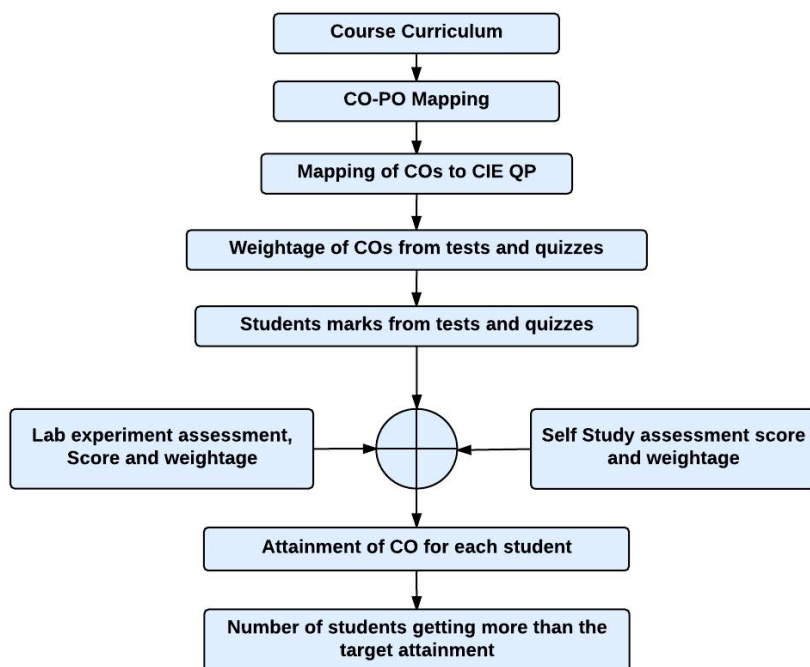 Course Curriculum
CO-PO Mapping
Mapping of COs to CIE QP
Weightage of COs from tests and quizzes
Students marks from tests and quizzes
Lab experiment assessment,
Score and weightage
Self Study assessment score
and weightage
Attainment of CO for each student
Number of students getting more than the
target attainment